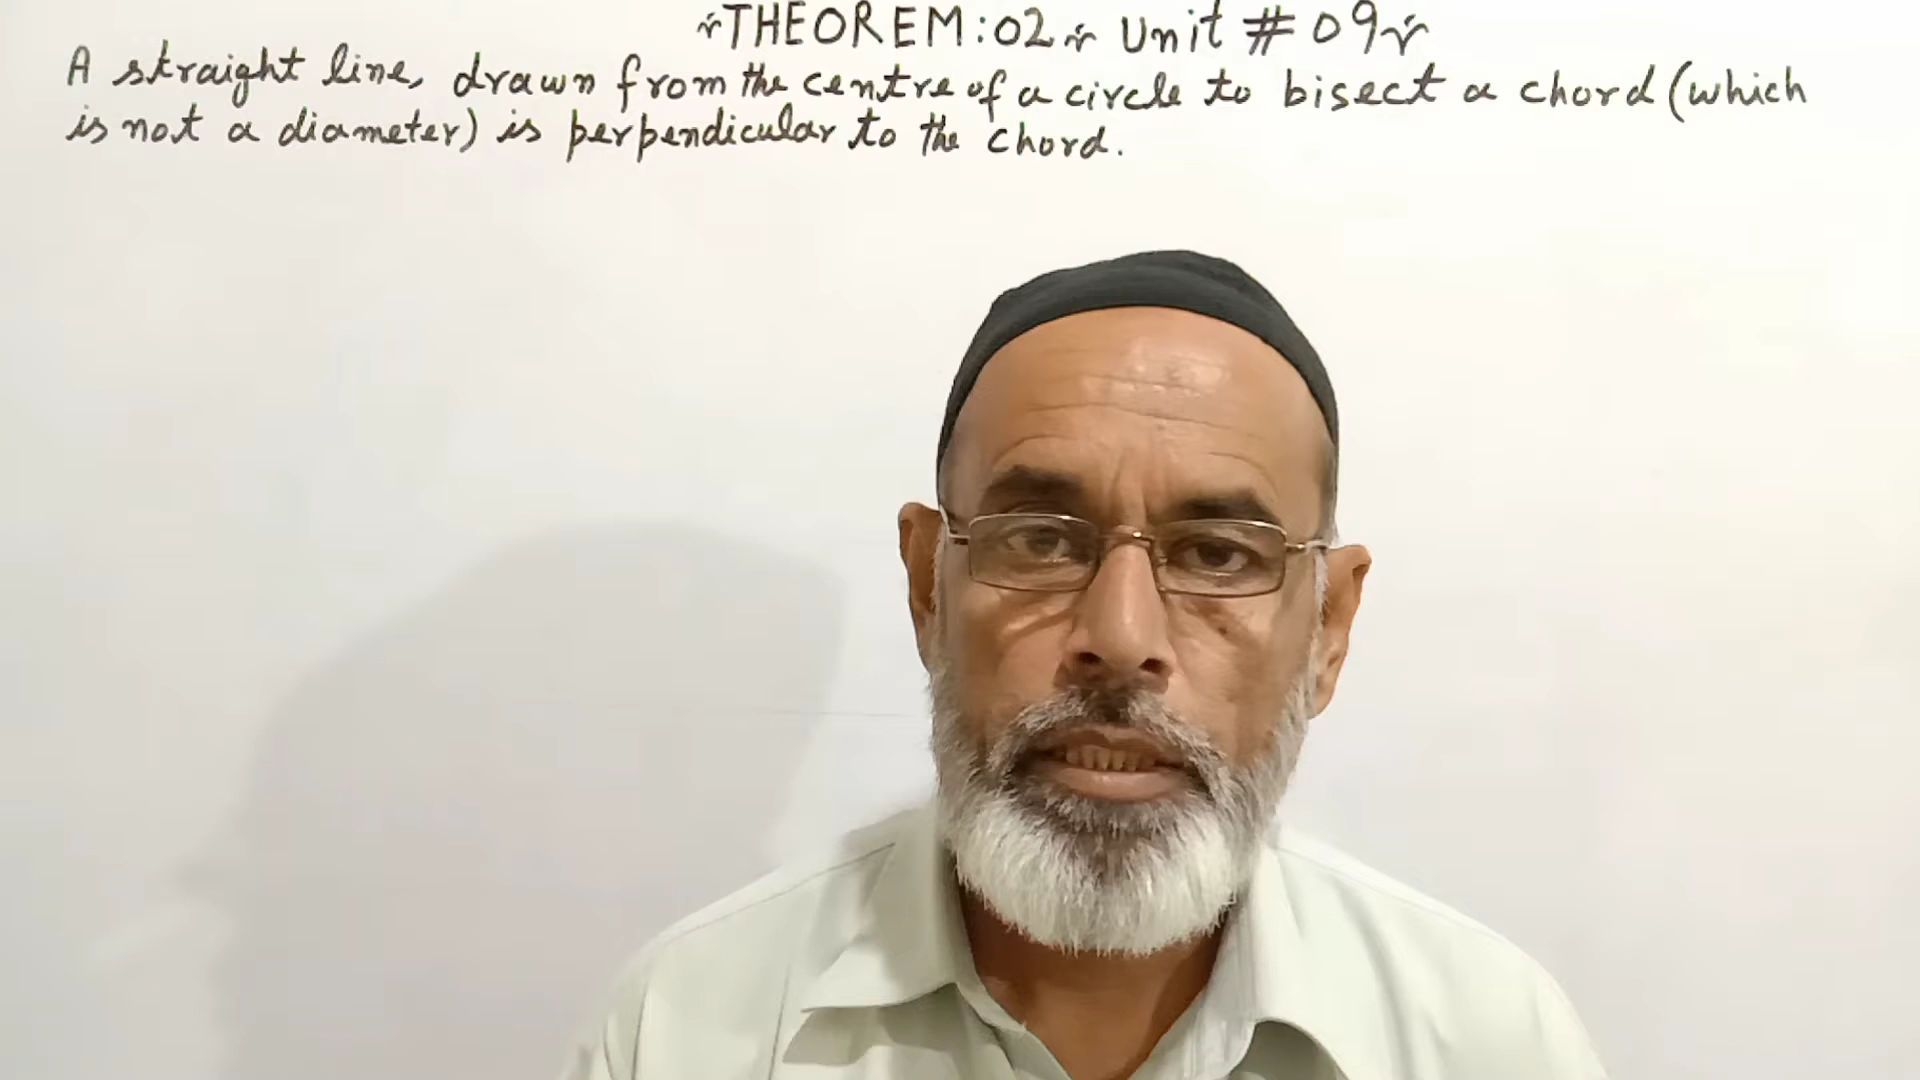 THEOREM:02 Unit # 09
A straight line, drawn from the centre of a circle to bisect a chord (which
is not a diameter) is perpendicular to the chord.